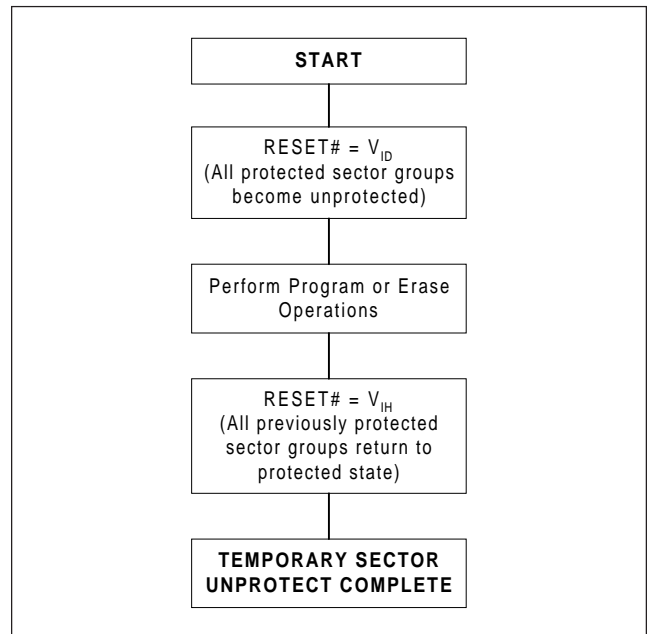 START
RESET# = V_ID
(All protected sector groups
become unprotected)
Perform Program or Erase
Operations
RESET# = V_IH
(All previously protected
sector groups return to
protected state)
TEMPORARY SECTOR
UNPROTECT COMPLETE